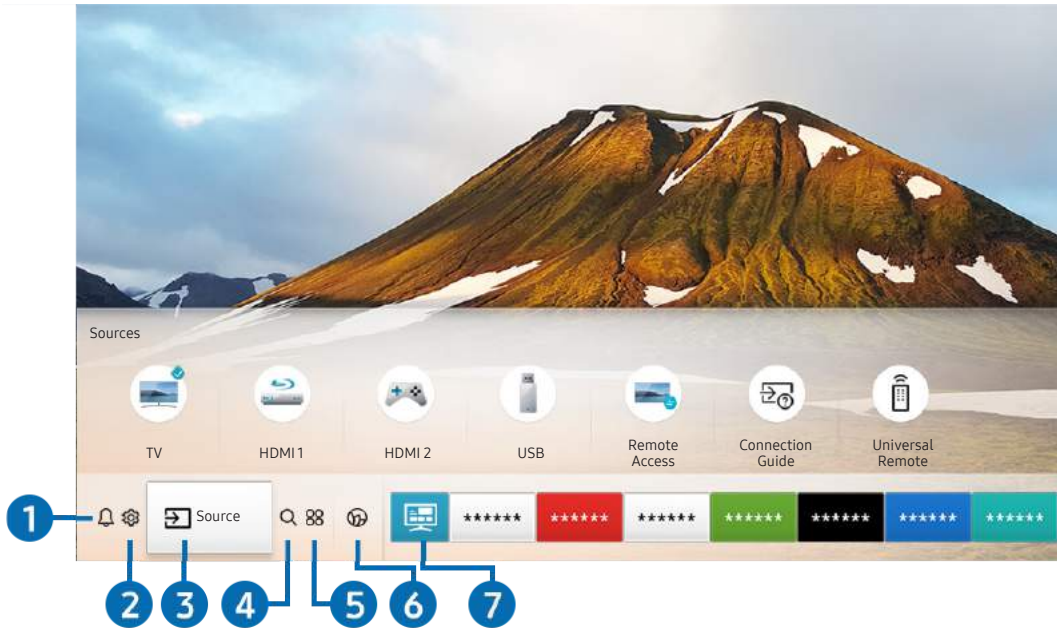 Sources
TV
HDMI 1
HDMI 2
USB
Remote
Access
Connection
Guide
Universal
Remote
1
Source
****** ****** ****** ****** ****** ****** ******
2 3 4 5 6 7